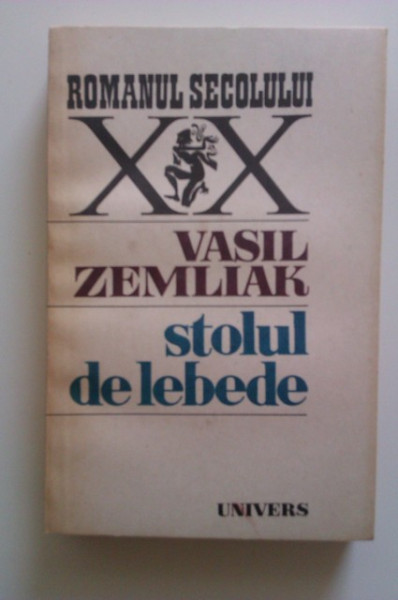 ROMANUL SECOLULUI
XX
VASIL
ZEMLIAK
stolul
de lebede
UNIVERS